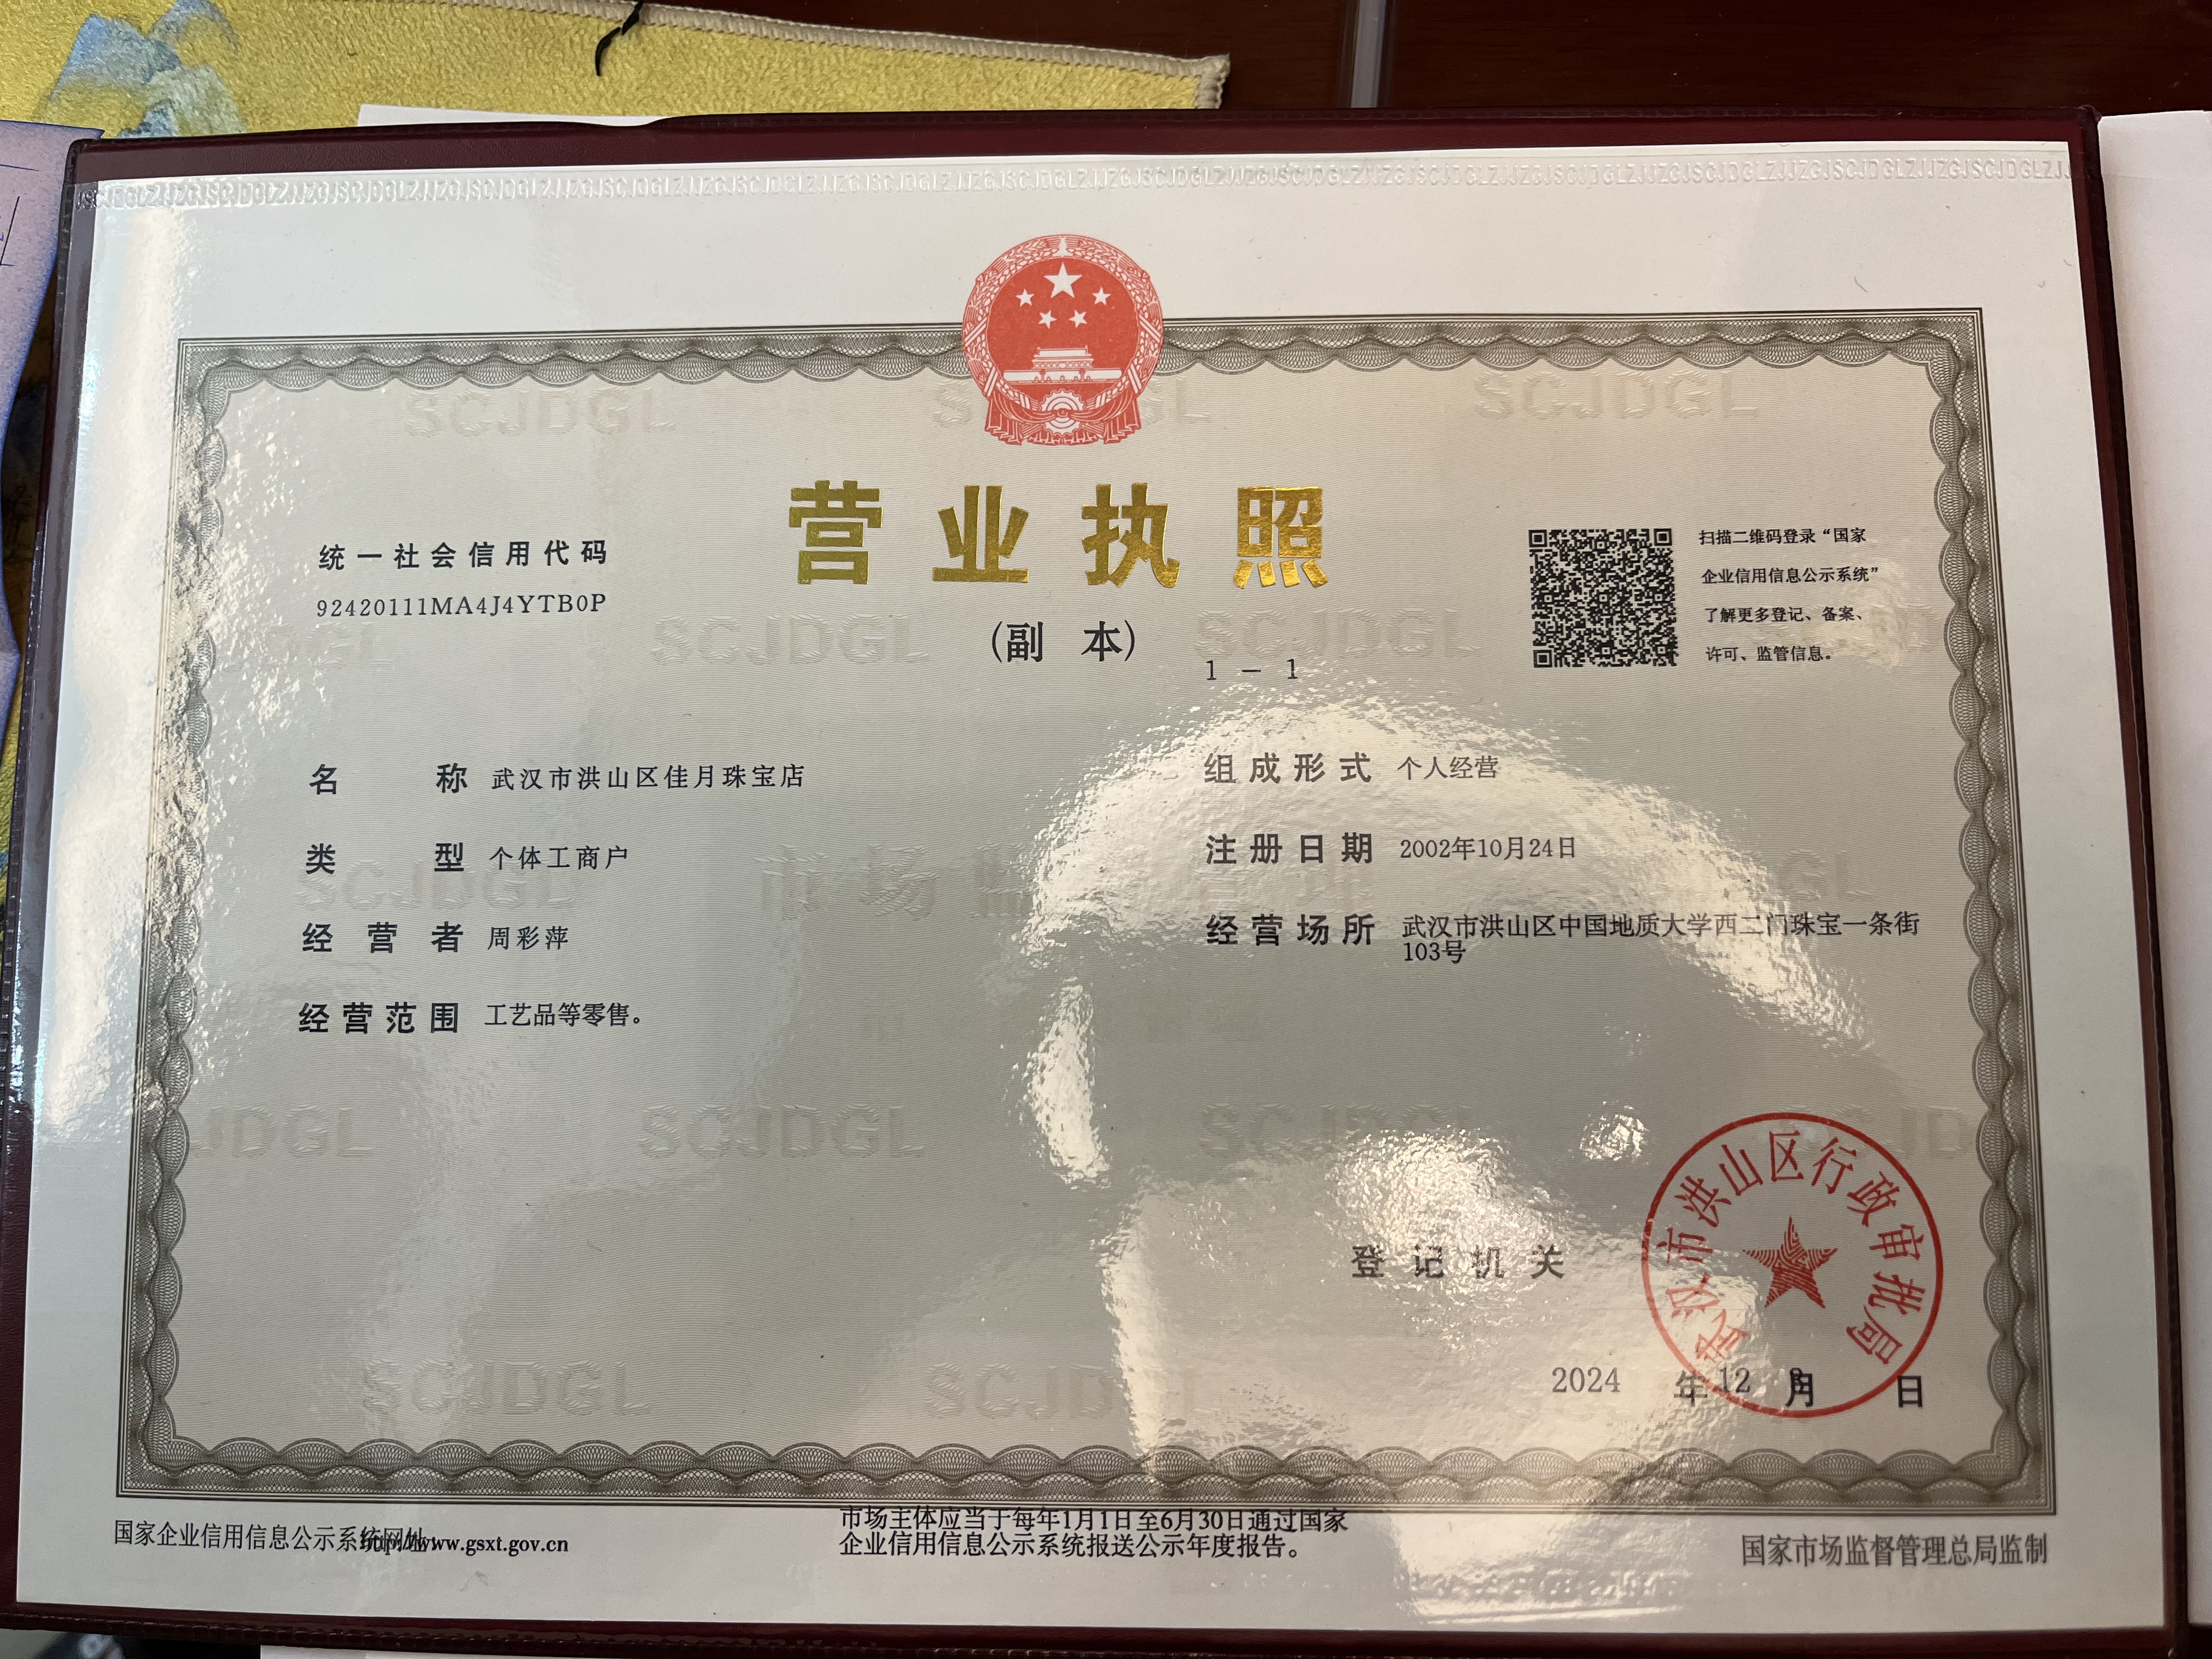 营业执照
(副 本)
1 - 1
统一社会信用代码
92420111MA4J4YTB0P
扫描二维码登录“国家
企业信用信息公示系统”
了解更多登记、备案、
许可、监管信息。
名 称 武汉市洪山区佳月珠宝店
类 型 个体工商户
经 营 者 周彩萍
经营范围 工艺品等零售。
组成形式 个人经营
注册日期 2002年10月24日
经营场所 武汉市洪山区中国地质大学西二门珠宝一条街
103号
登记机关
武汉市洪山区行政审批局
2024 年 12 月 日
国家企业信用信息公示系统网址 http://www.gsxt.gov.cn
市场主体应当于每年1月1日至6月30日通过国家
企业信用信息公示系统报送公示年度报告。
国家市场监督管理总局监制
SCJDGL